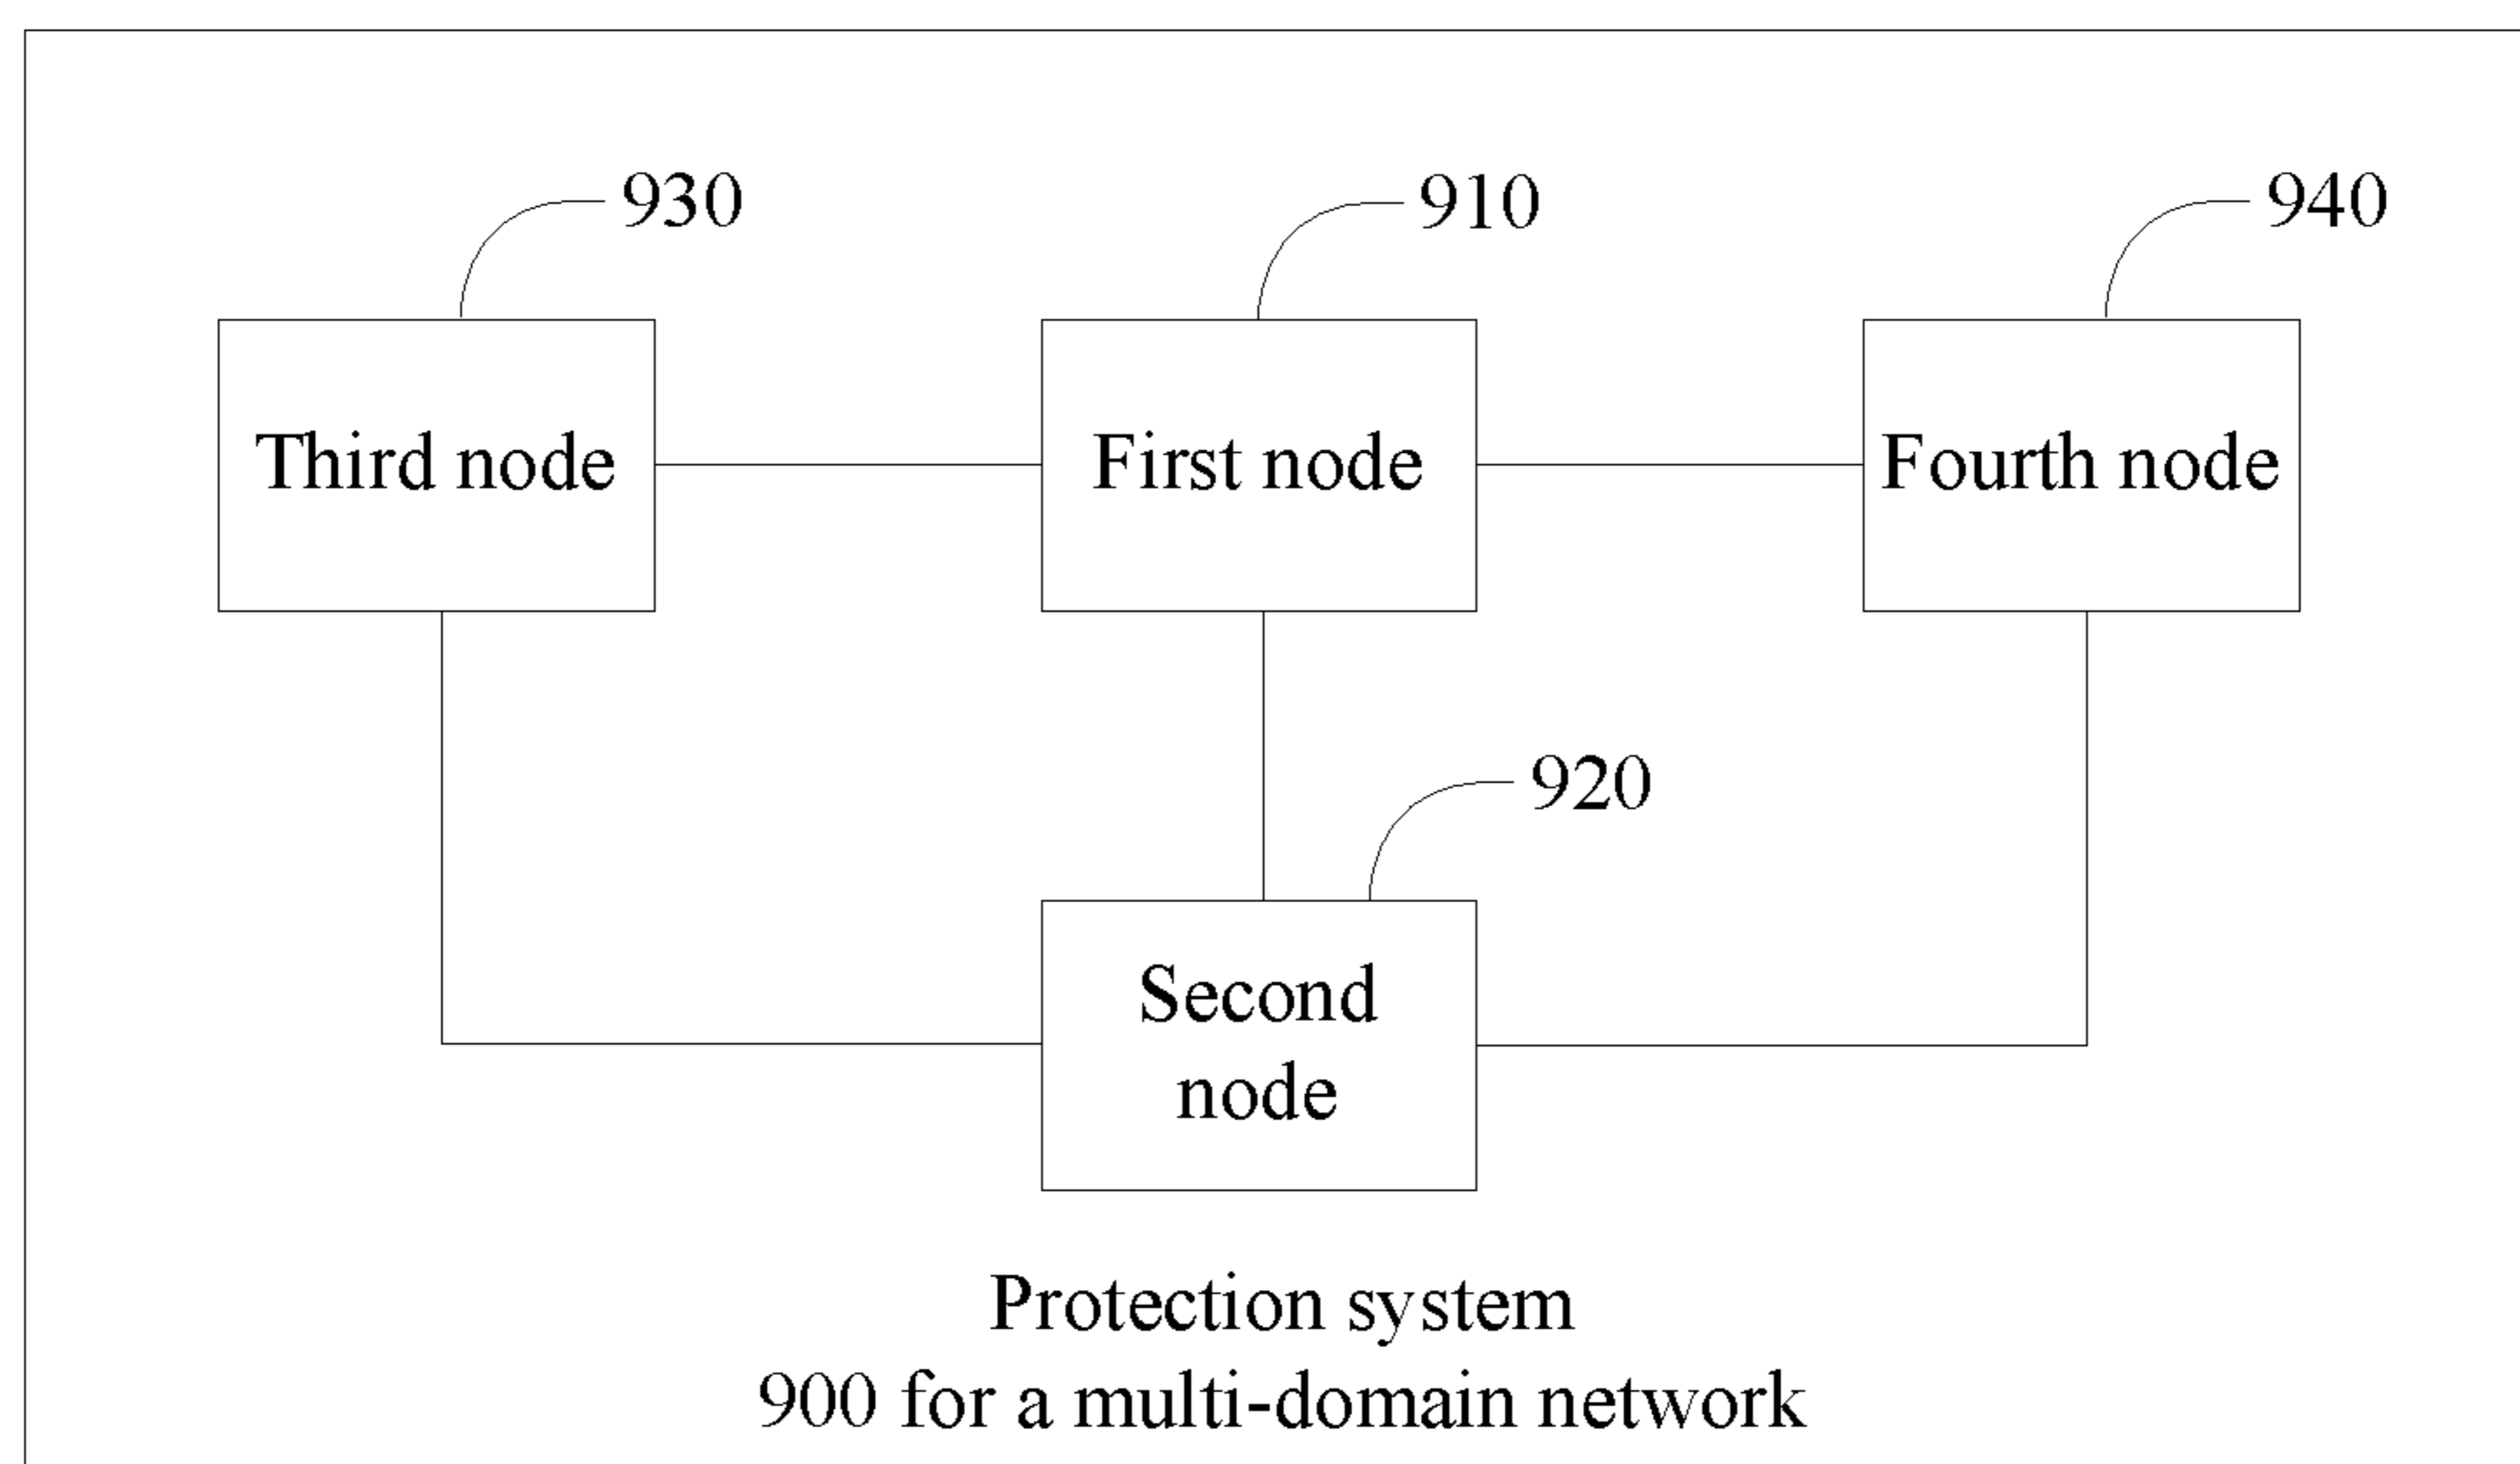 930
910
940
Third node
First node
Fourth node
920
Second
node
Protection system
900 for a multi-domain network